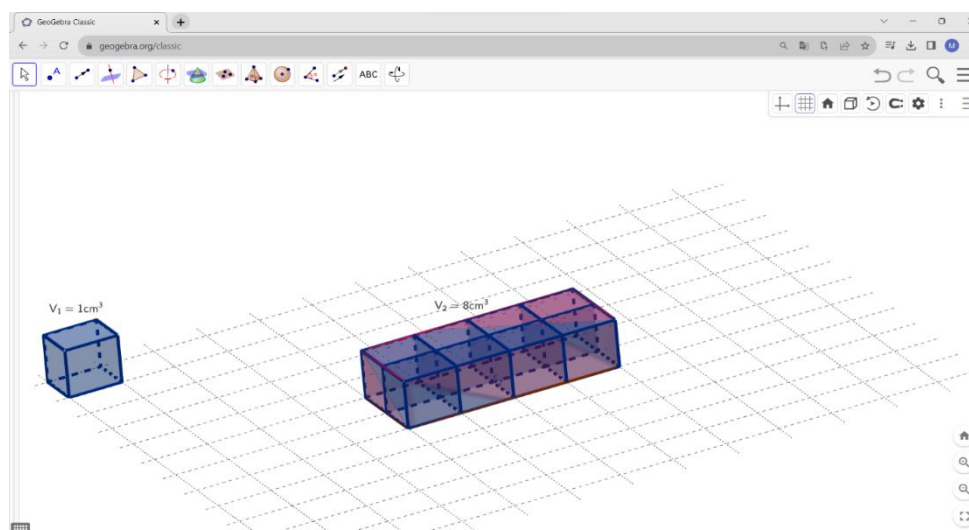 GeoGebra Classic
geogebra.org/classic
ABC
V₁ = 1cm³
V₂ = 8cm³